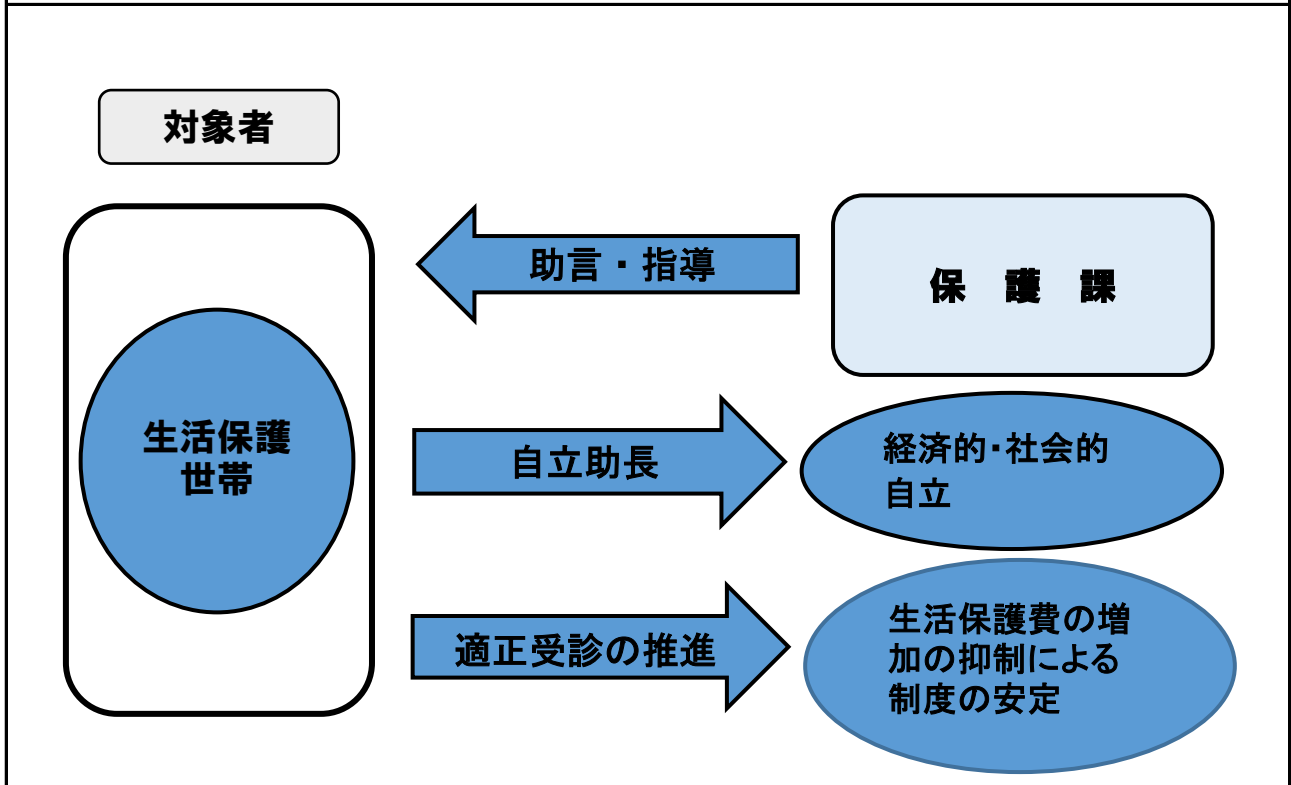 対象者
助言・指導
保　護　課
生活保護
世帯
自立助長
経済的・社会的
自立
適正受診の推進
生活保護費の増
加の抑制による
制度の安定